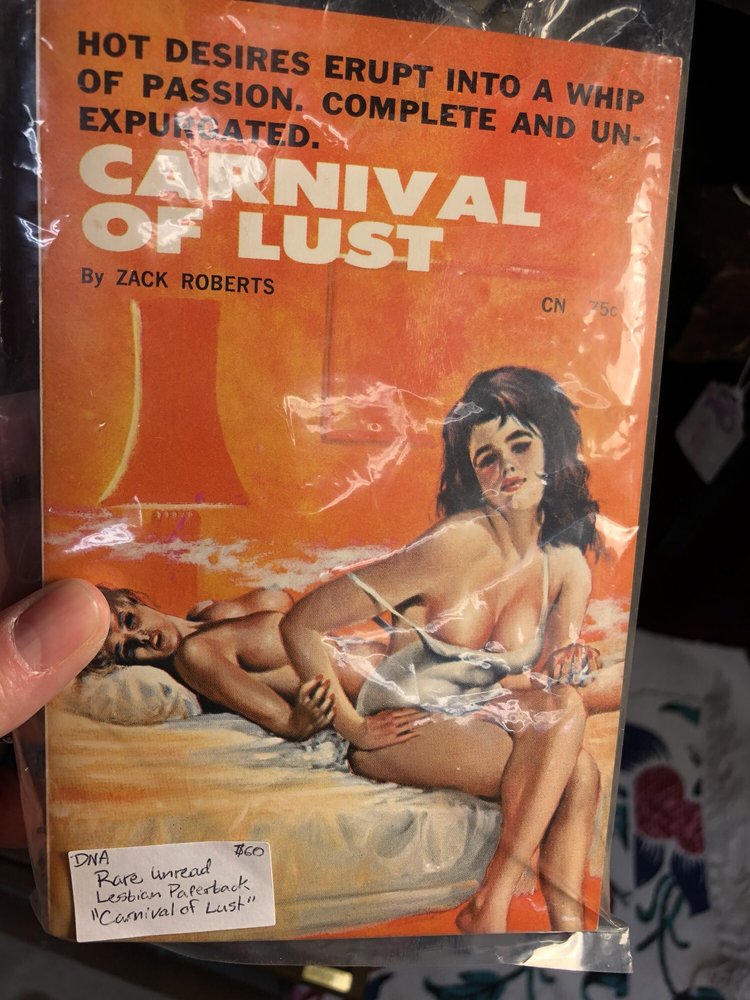 HOT DESIRES ERUPT INTO A WHIP
OF PASSION. COMPLETE AND UN-
EXPURGATED.
CARNIVAL
OF LUST
By ZACK ROBERTS
CN 75c
DNA $60
Rare unread
Lesbian Paperback
"Carnival of Lust"